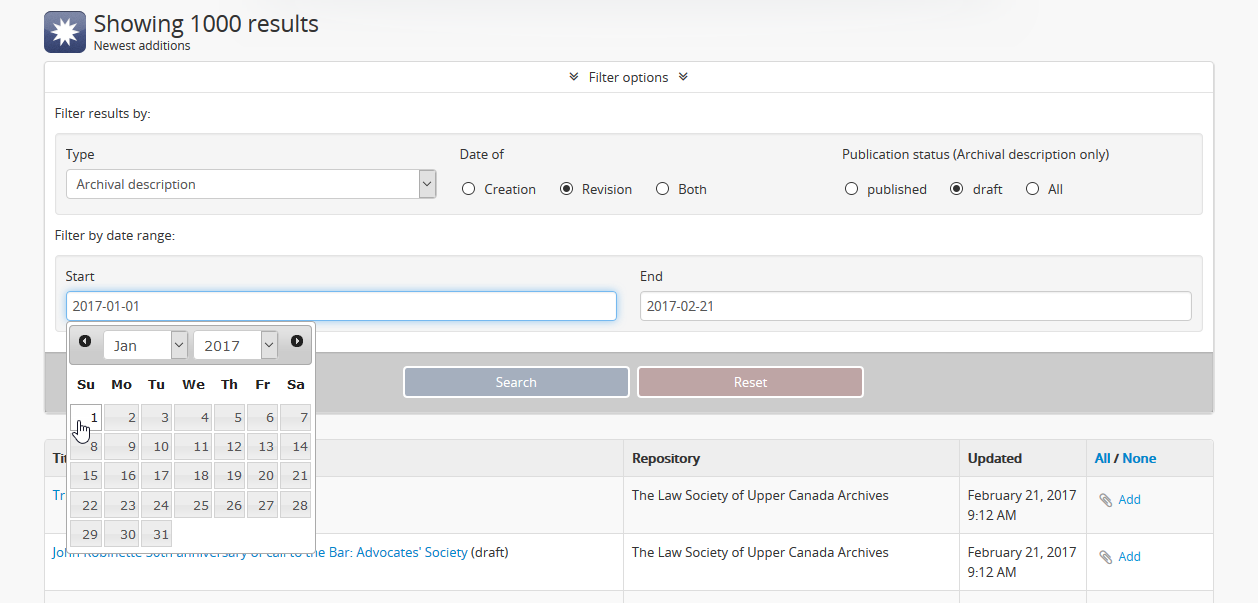 Showing 1000 results
Newest additions
Filter options
Filter results by:
Type
Date of
Publication status (Archival description only)
Archival description
Creation
Revision
Both
published
draft
All
Filter by date range:
Start
End
2017-01-01
2017-02-21
Jan
2017
Su Mo Tu We Th Fr Sa
1 2 3 4 5 6 7
8 9 10 11 12 13 14
15 16 17 18 19 20 21
22 23 24 25 26 27 28
29 30 31
Search
Reset
Repository
Updated
All / None
The Law Society of Upper Canada Archives
February 21, 2017
9:12 AM
Add
John Robinette 50th anniversary of call to the Bar: Advocates' Society (draft)
The Law Society of Upper Canada Archives
February 21, 2017
9:12 AM
Add